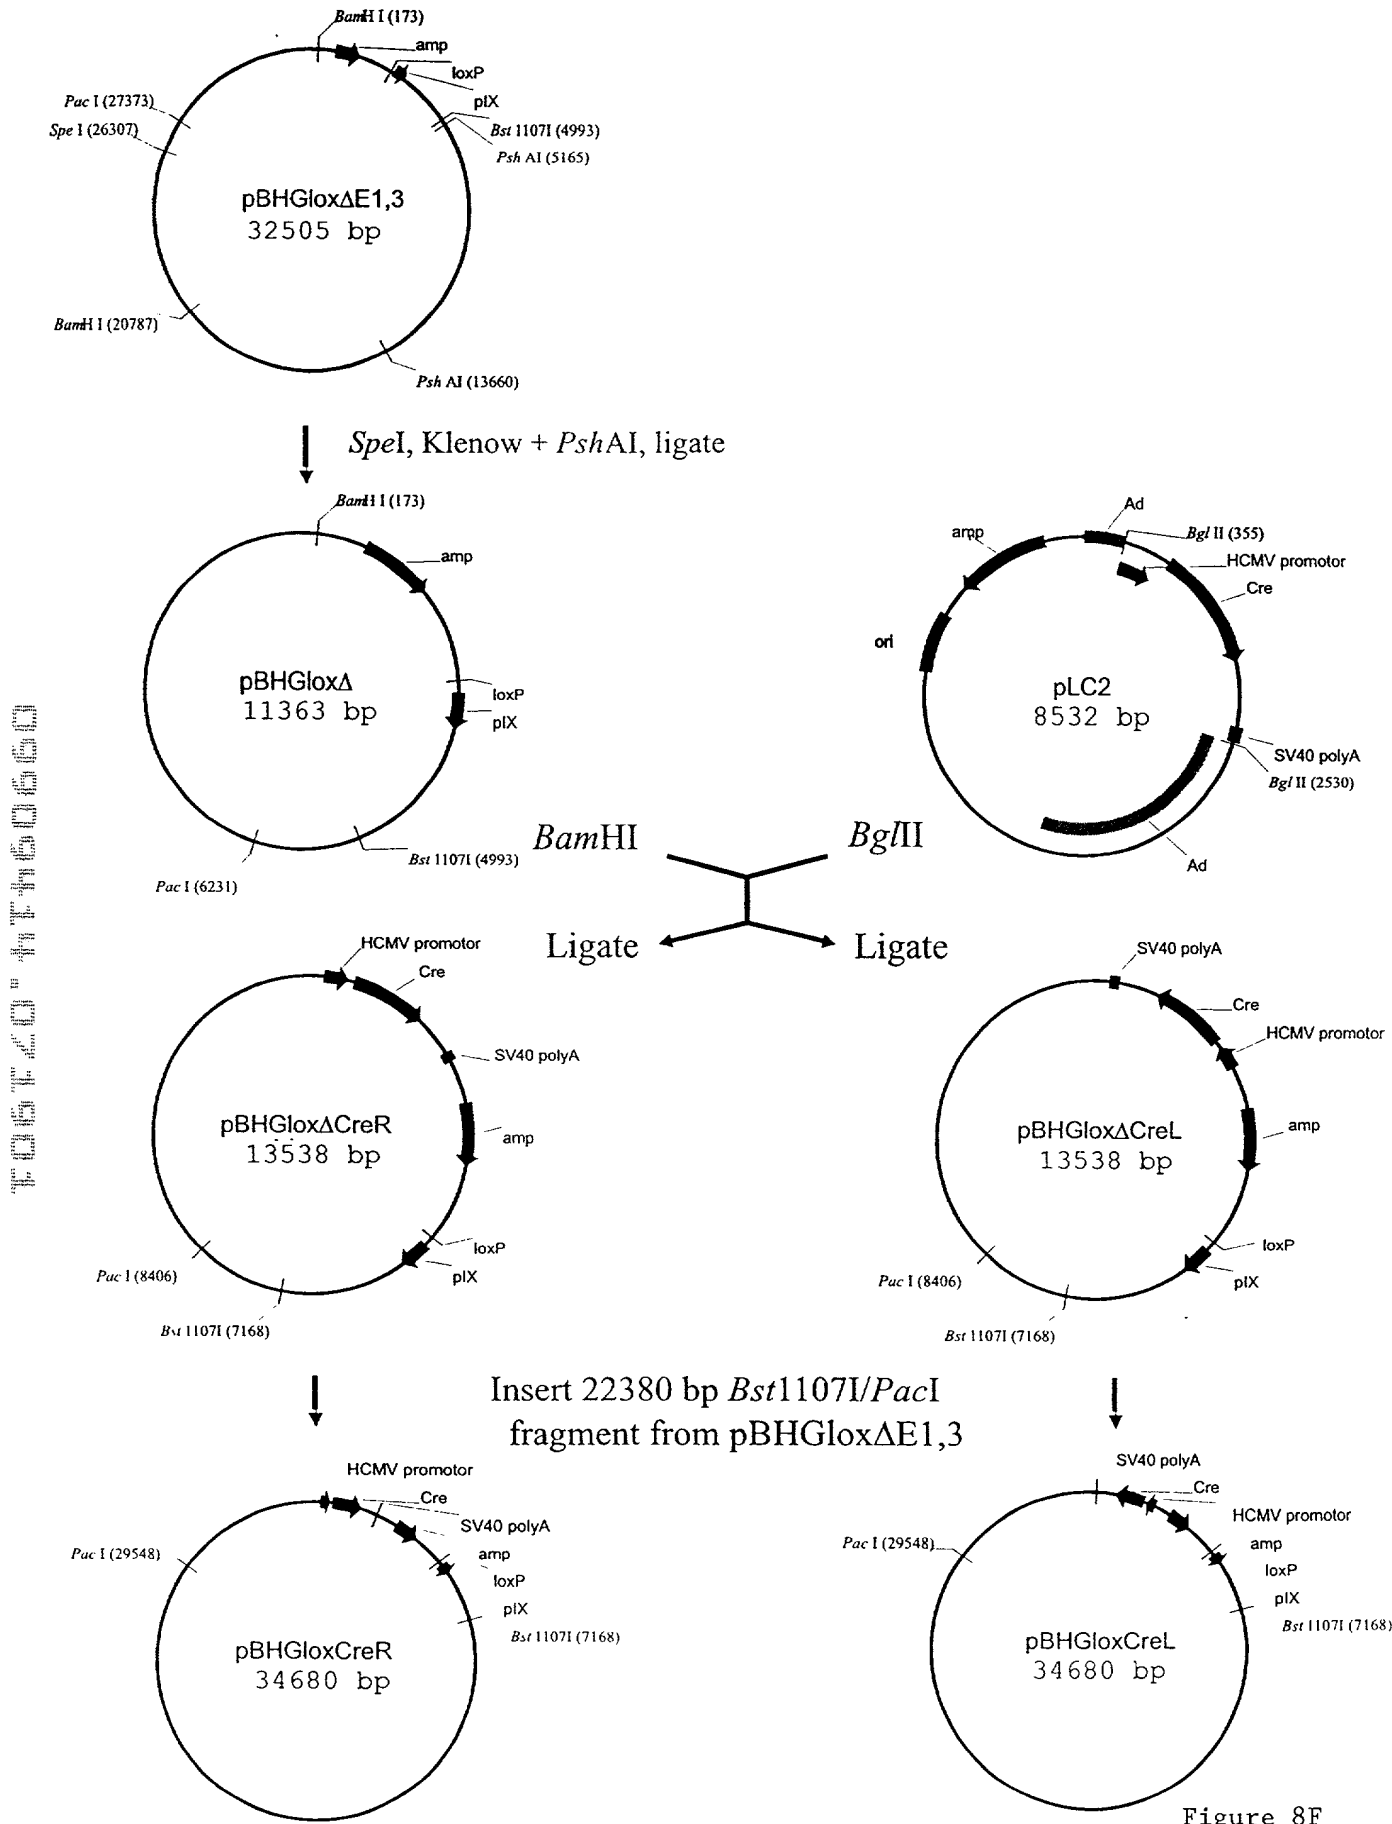 BamH I (173)
amp
loxP
pIX
Pac I (27373)
Spe I (26307)
Bst 1107I (4993)
Psh AI (5165)
pBHGloxΔE1,3
32505 bp
BamH I (20787)
Psh AI (13660)
SpeI, Klenow + PshAI, ligate
BamH I (173)
amp
pBHGloxΔ
11363 bp
loxP
pIX
Bst 1107I (4993)
Pac I (6231)
Ad
amp
Bgl II (355)
HCMV promotor
Cre
ori
pLC2
8532 bp
SV40 polyA
Bgl II (2530)
Ad
BamHI
BglII
Ligate
Ligate
HCMV promotor
Cre
SV40 polyA
pBHGloxΔCreR
13538 bp
amp
loxP
pIX
Pac I (8406)
Bst 1107I (7168)
SV40 polyA
Cre
HCMV promotor
pBHGloxΔCreL
13538 bp
amp
loxP
pIX
Pac I (8406)
Bst 1107I (7168)
Insert 22380 bp Bst1107I/PacI
fragment from pBHGloxΔE1,3
HCMV promotor
Cre
SV40 polyA
amp
loxP
pIX
Pac I (29548)
Bst 1107I (7168)
pBHGloxCreR
34680 bp
SV40 polyA
Cre
HCMV promotor
amp
loxP
pIX
Pac I (29548)
Bst 1107I (7168)
pBHGloxCreL
34680 bp
Figure 8F